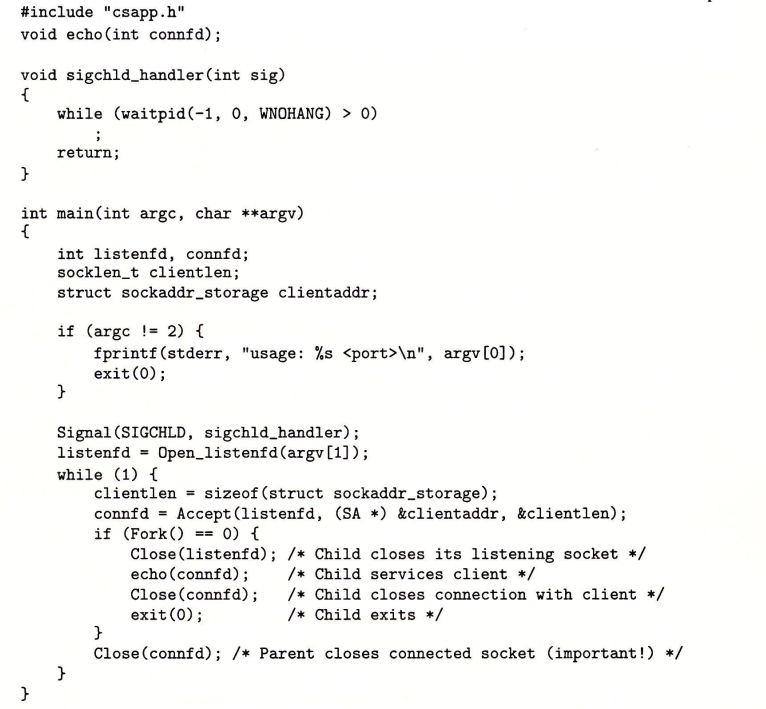 #include "csapp.h"
void echo(int connfd);

void sigchld_handler(int sig)
{
    while (waitpid(-1, 0, WNOHANG) > 0)
        ;
    return;
}

int main(int argc, char **argv)
{
    int listenfd, connfd;
    socklen_t clientlen;
    struct sockaddr_storage clientaddr;

    if (argc != 2) {
        fprintf(stderr, "usage: %s <port>\n", argv[0]);
        exit(0);
    }

    Signal(SIGCHLD, sigchld_handler);
    listenfd = Open_listenfd(argv[1]);
    while (1) {
        clientlen = sizeof(struct sockaddr_storage);
        connfd = Accept(listenfd, (SA *) &clientaddr, &clientlen);
        if (Fork() == 0) {
            Close(listenfd); /* Child closes its listening socket */
            echo(connfd);    /* Child services client */
            Close(connfd);   /* Child closes connection with client */
            exit(0);         /* Child exits */
        }
        Close(connfd); /* Parent closes connected socket (important!) */
    }
}